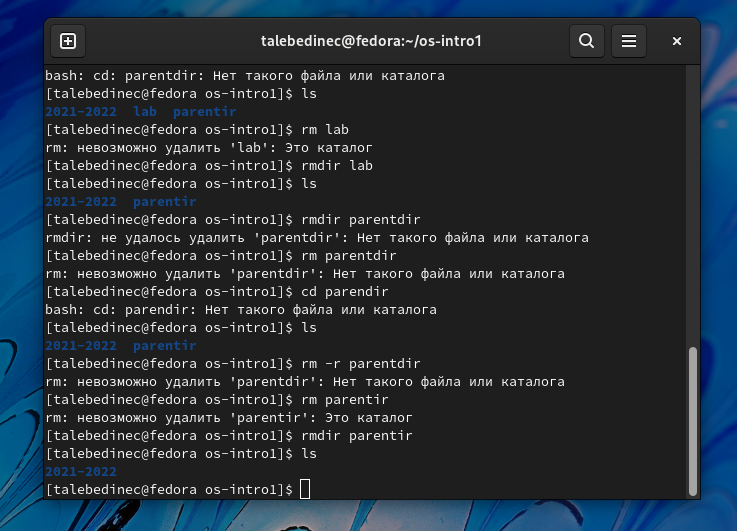 talebedinec@fedora:~/os-intro1
bash: cd: parentdir: Нет такого файла или каталога
[talebedinec@fedora os-intro1]$ ls
2021-2022  lab  parentir
[talebedinec@fedora os-intro1]$ rm lab
rm: невозможно удалить 'lab': Это каталог
[talebedinec@fedora os-intro1]$ rmdir lab
[talebedinec@fedora os-intro1]$ ls
2021-2022  parentir
[talebedinec@fedora os-intro1]$ rmdir parentdir
rmdir: не удалось удалить 'parentdir': Нет такого файла или каталога
[talebedinec@fedora os-intro1]$ rm parentdir
rm: невозможно удалить 'parentdir': Нет такого файла или каталога
[talebedinec@fedora os-intro1]$ cd parendir
bash: cd: parendir: Нет такого файла или каталога
[talebedinec@fedora os-intro1]$ ls
2021-2022  parentir
[talebedinec@fedora os-intro1]$ rm -r parentdir
rm: невозможно удалить 'parentdir': Нет такого файла или каталога
[talebedinec@fedora os-intro1]$ rm parentir
rm: невозможно удалить 'parentir': Это каталог
[talebedinec@fedora os-intro1]$ rmdir parentir
[talebedinec@fedora os-intro1]$ ls
2021-2022
[talebedinec@fedora os-intro1]$